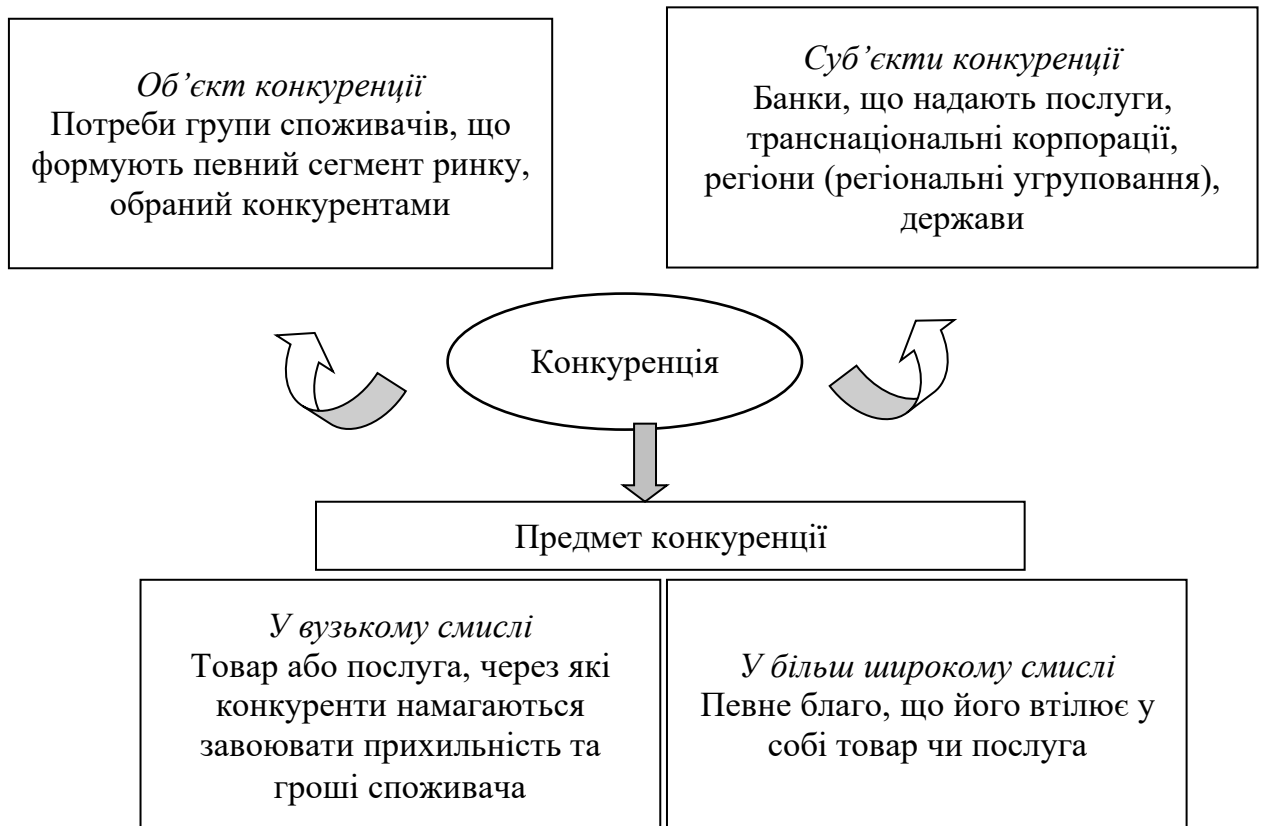 Об’єкт конкуренції
Потреби групи споживачів, що
формують певний сегмент ринку,
обраний конкурентами
Суб’єкти конкуренції
Банки, що надають послуги,
транснаціональні корпорації,
регіони (регіональні угруповання),
держави
Конкуренція
Предмет конкуренції
У вузькому смислі
Товар або послуга, через які
конкуренти намагаються
завоювати прихильність та
гроші споживача
У більш широкому смислі
Певне благо, що його втілює у
собі товар чи послуга